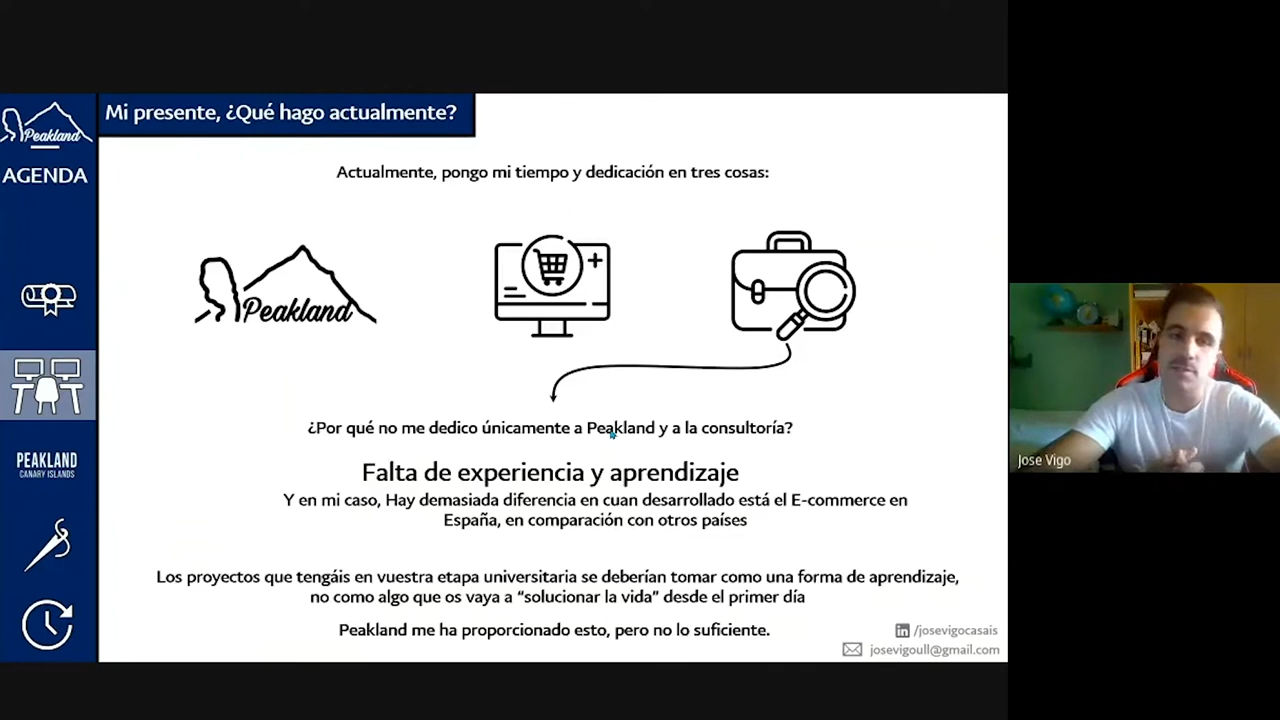 Peakland
Mi presente, ¿Qué hago actualmente?
AGENDA
Actualmente, pongo mi tiempo y dedicación en tres cosas:
Peakland
¿Por qué no me dedico únicamente a Peakland y a la consultoría?
PEAKLAND
CANARY ISLANDS
Falta de experiencia y aprendizaje
Y en mi caso, Hay demasiada diferencia en cuan desarrollado está el E-commerce en
España, en comparación con otros países
Los proyectos que tengáis en vuestra etapa universitaria se deberían tomar como una forma de aprendizaje,
no como algo que os vaya a “solucionar la vida” desde el primer día
Peakland me ha proporcionado esto, pero no lo suficiente.
in /josevigocasais
josevigoull@gmail.com
Jose Vigo